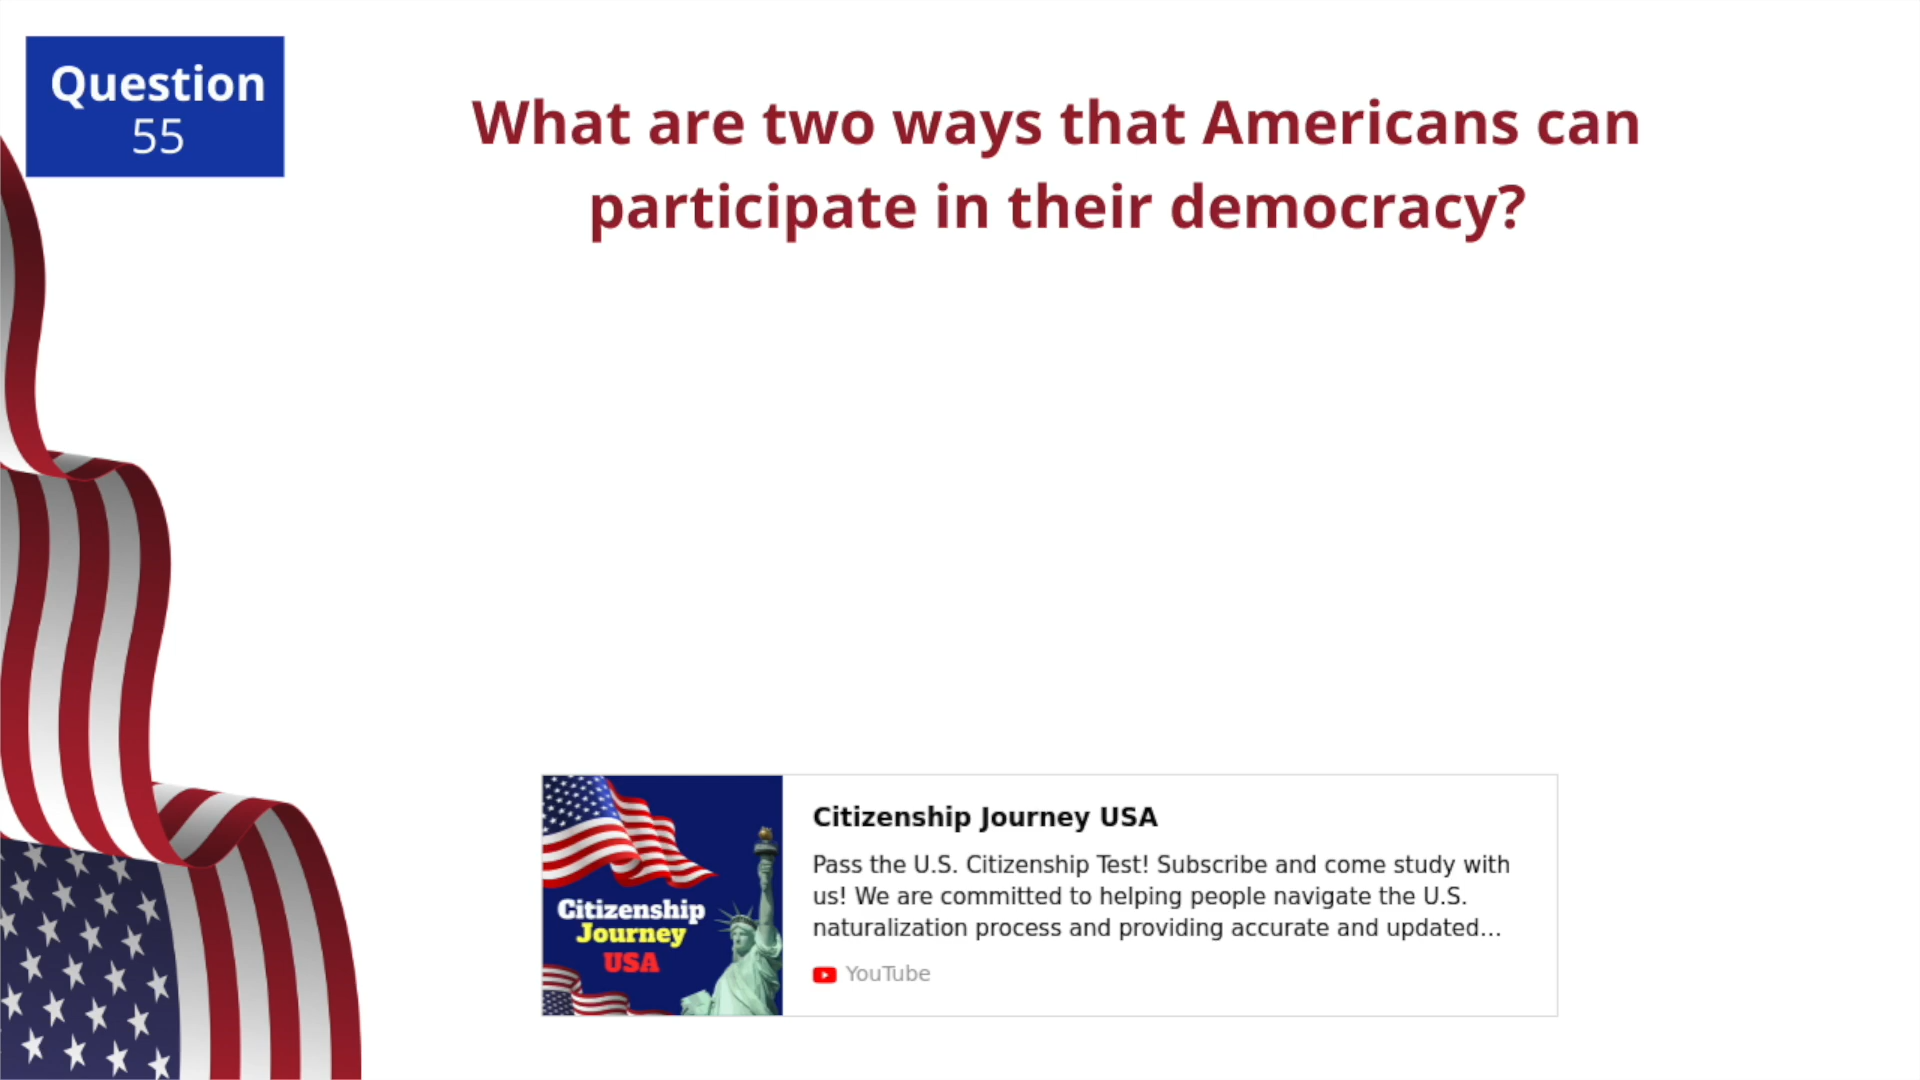 Question
55
What are two ways that Americans can
participate in their democracy?
Citizenship Journey USA
Pass the U.S. Citizenship Test! Subscribe and come study with
us! We are committed to helping people navigate the U.S.
naturalization process and providing accurate and updated...
YouTube
Citizenship
Journey
USA